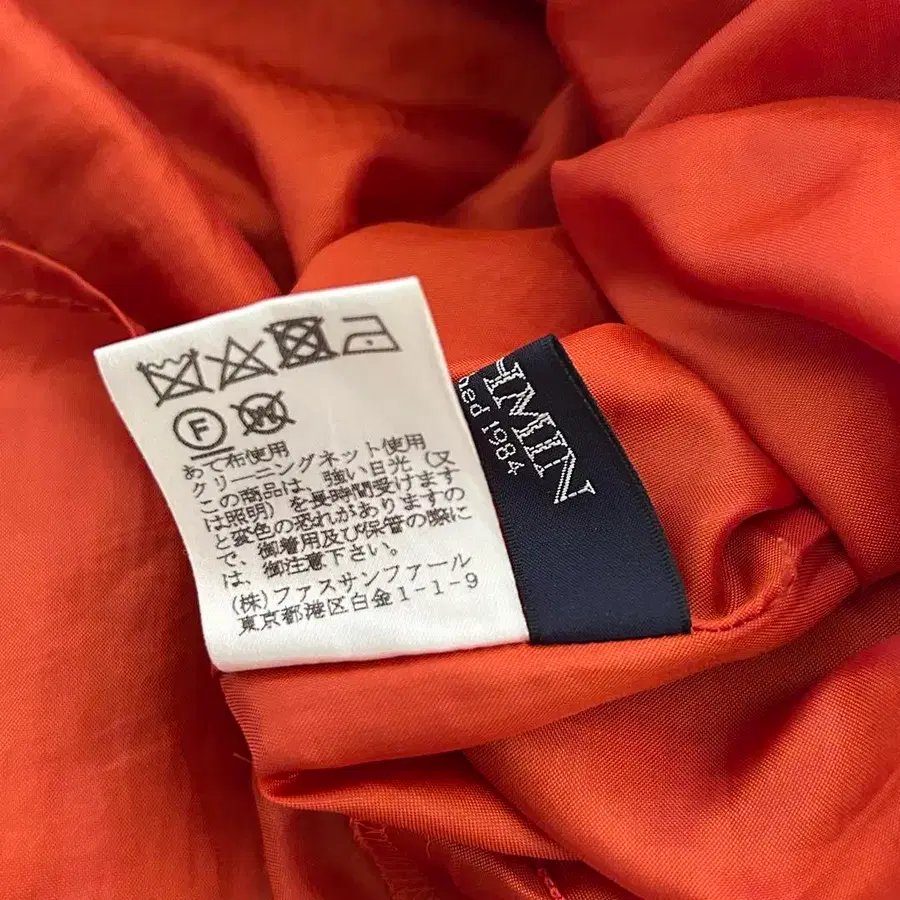 F
W
あて布使用
クリーニングネット使用
この商品は、強い日光（又
は照明）を長時間受けますの
と変色の恐れがありますの
で、御着用及び保管の際に
は、御注意下さい。
(株)ファスサンファール
東京都港区白金1-1-9
HMIN
ned 1984